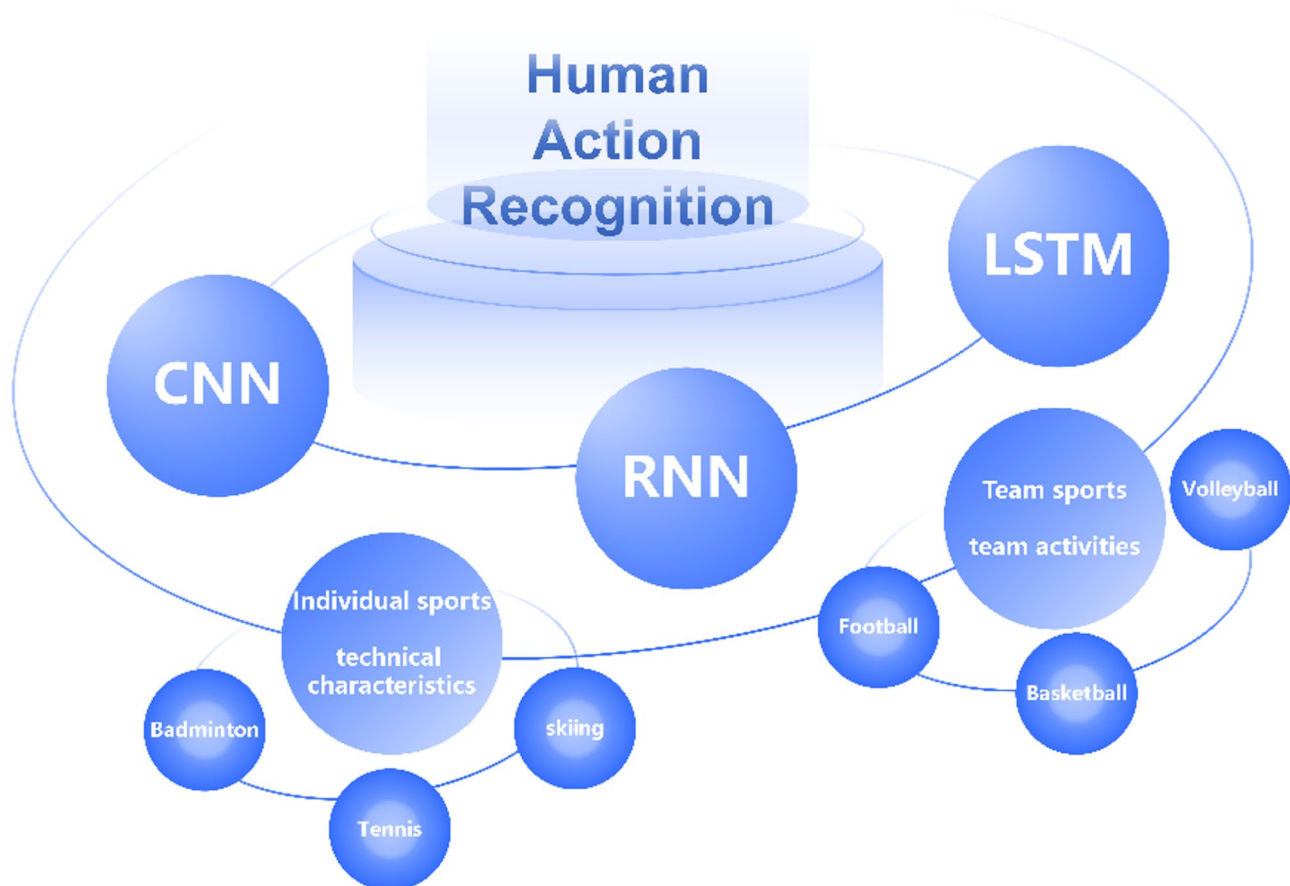 Human
Action
Recognition
LSTM
CNN
RNN
Team sports
team activities
Volleyball
Football
Basketball
Individual sports
technical
characteristics
Badminton
skiing
Tennis